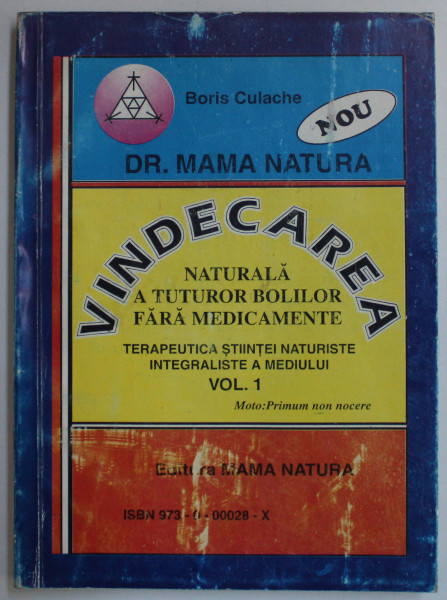 Boris Culache
NOU
DR. MAMA NATURA
VINDECAREA
NATURALĂ
A TUTUROR BOLILOR
FĂRĂ MEDICAMENTE
TERAPEUTICA ȘTIINȚEI NATURISTE
INTEGRALISTE A MEDIULUI
VOL. 1
Moto:Primum non nocere
Editura MAMA NATURA
ISBN 973 - 0 - 00028 - X